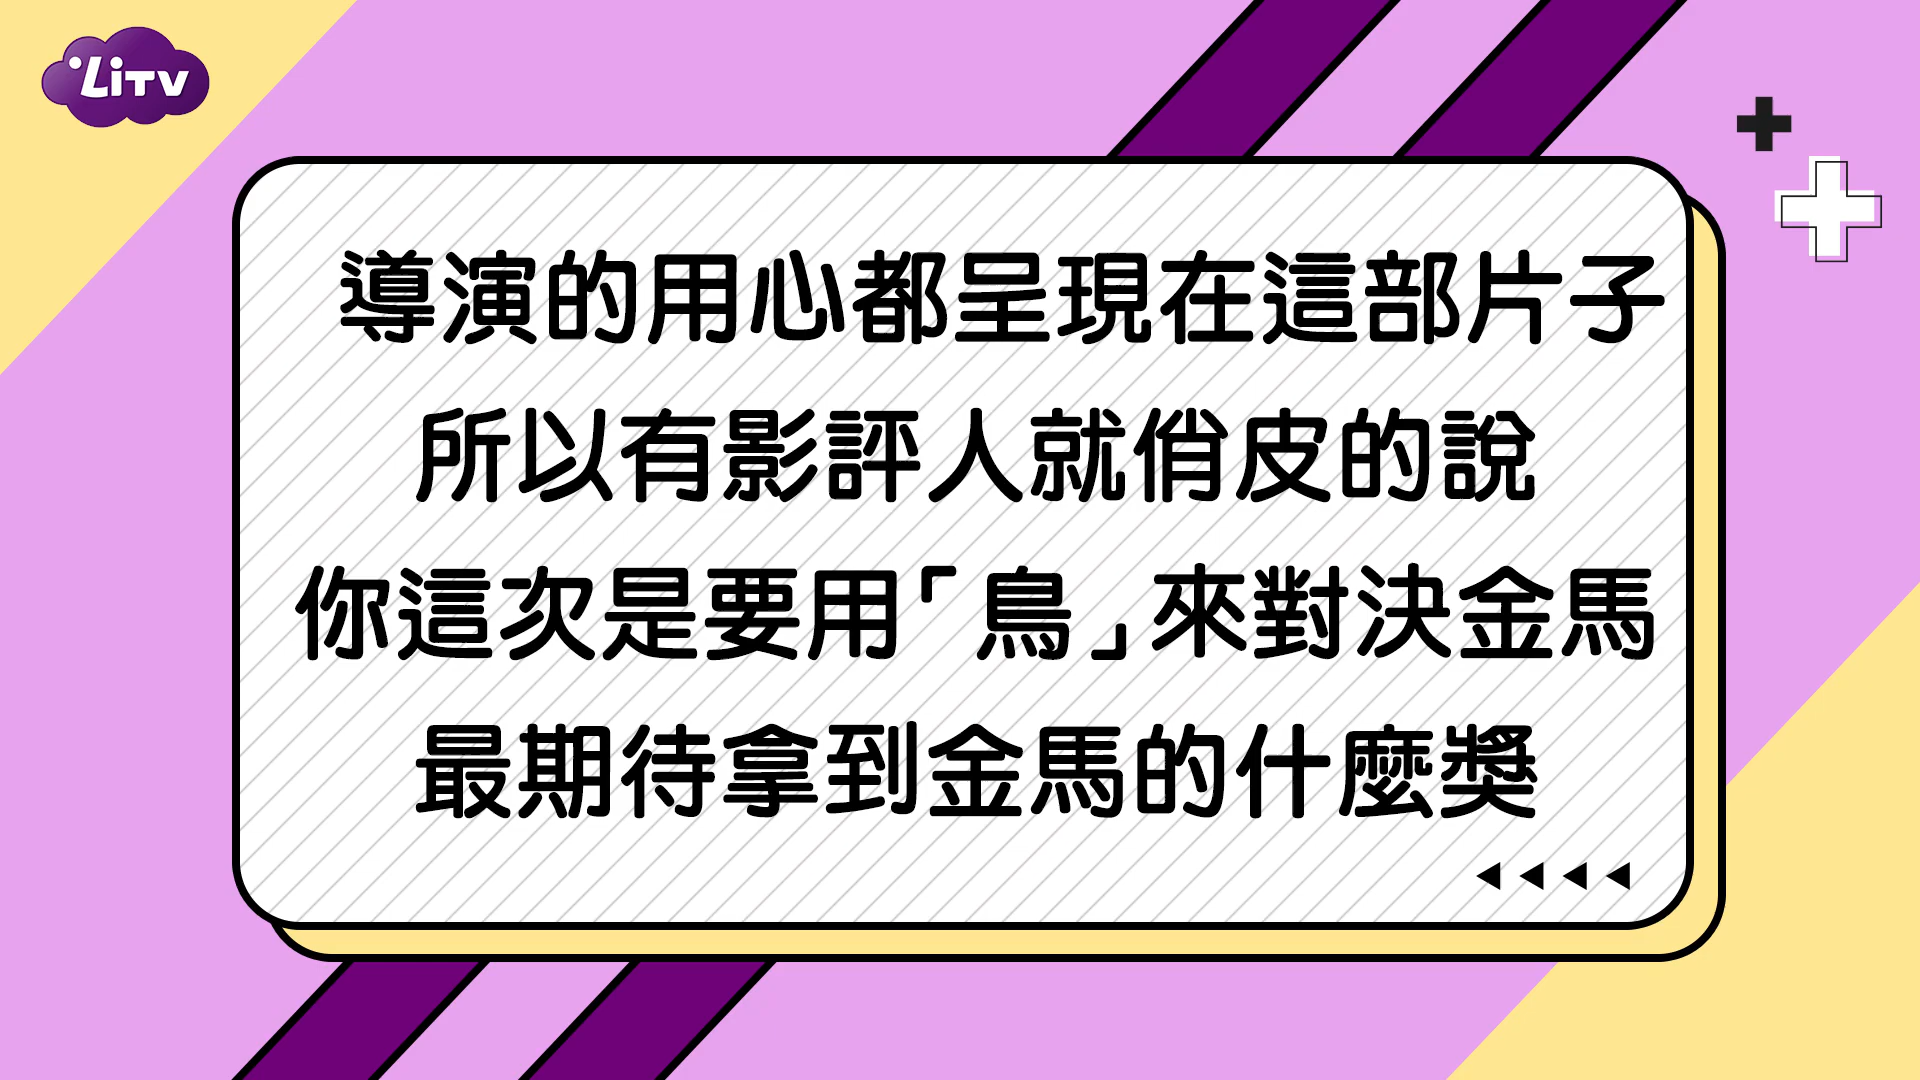 LiTV
導演的用心都呈現在這部片子
所以有影評人就俏皮的說
你這次是要用「鳥」來對決金馬
最期待拿到金馬的什麼獎